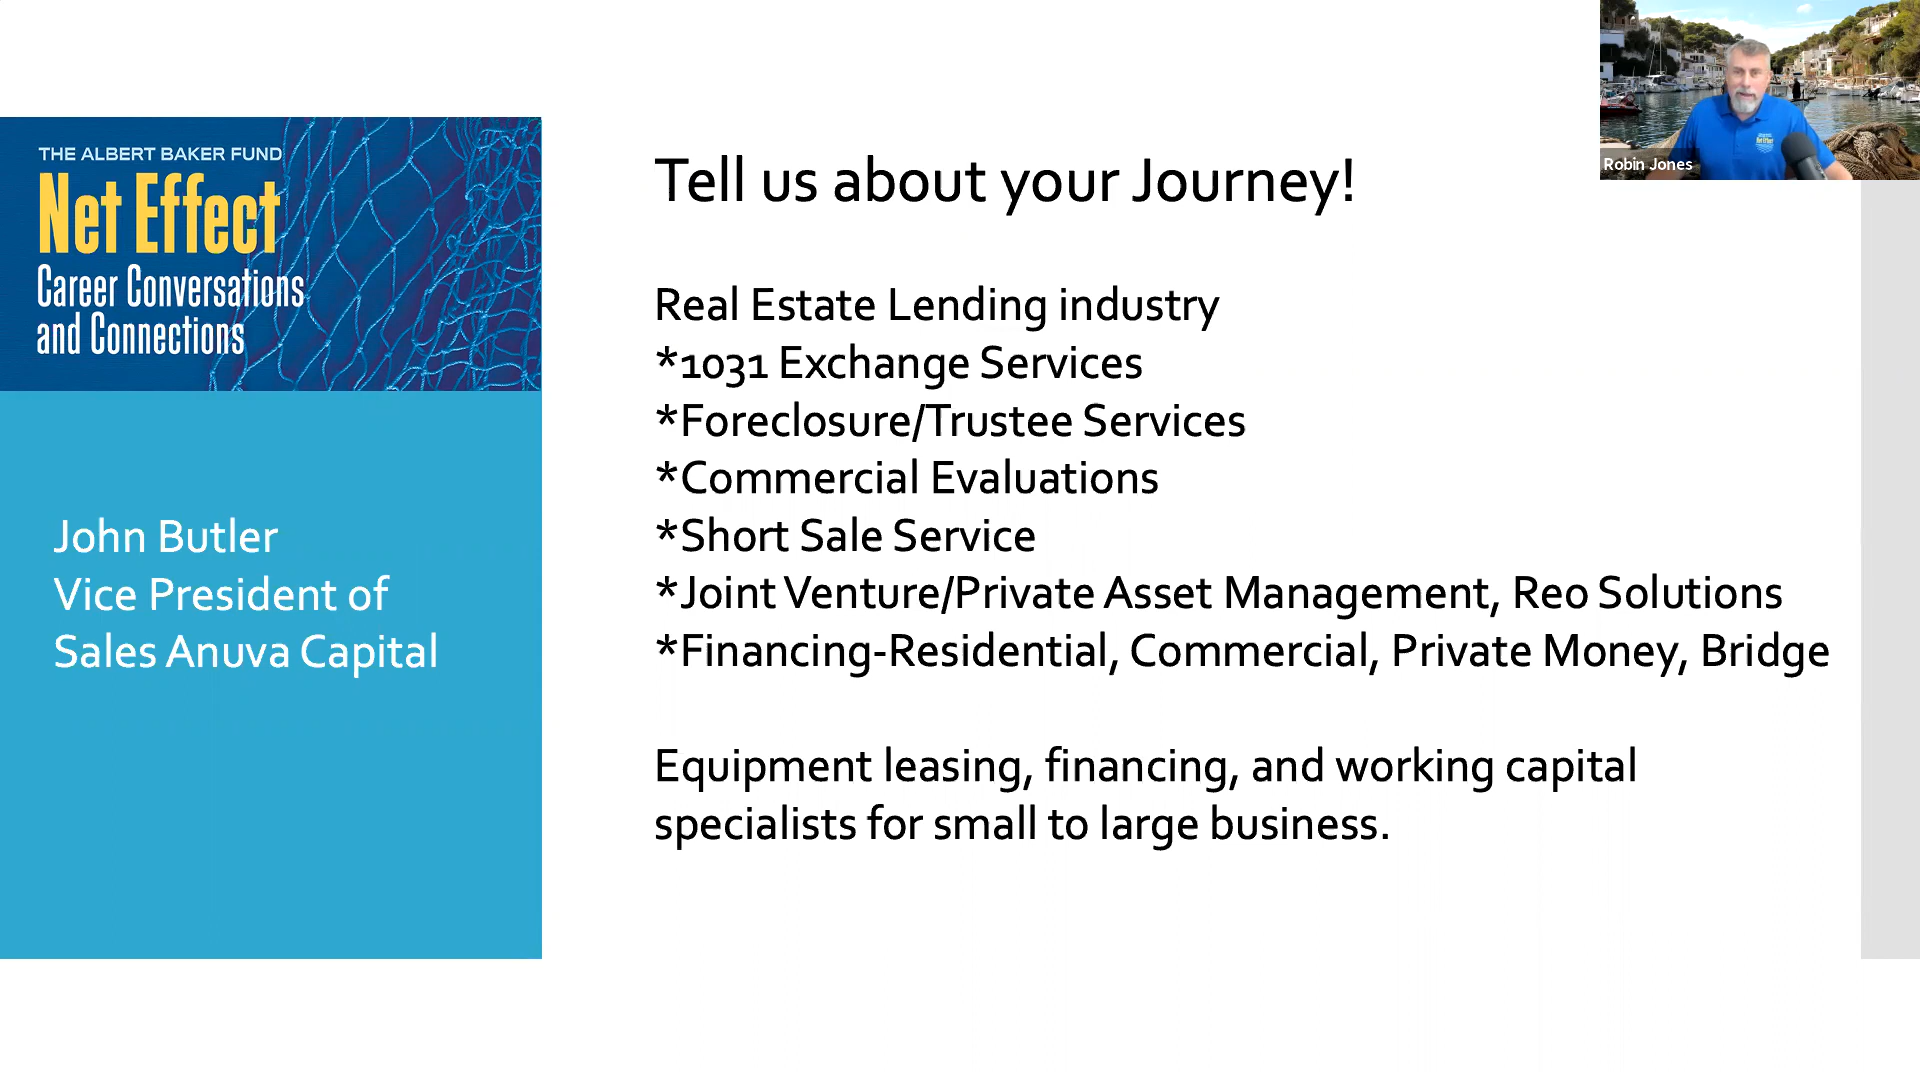 THE ALBERT BAKER FUND
Net Effect
Career Conversations
and Connections
John Butler
Vice President of
Sales Anuva Capital
Tell us about your Journey!
Real Estate Lending industry
*1031 Exchange Services
*Foreclosure/Trustee Services
*Commercial Evaluations
*Short Sale Service
*Joint Venture/Private Asset Management, Reo Solutions
*Financing-Residential, Commercial, Private Money, Bridge
Equipment leasing, financing, and working capital
specialists for small to large business.
Robin Jones
Net Effect